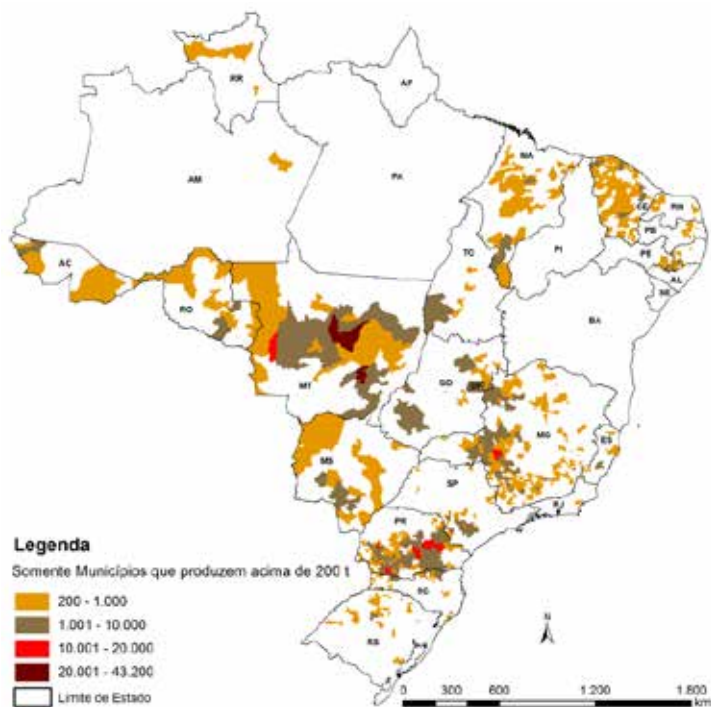 RR
AP
AM
PA
MA
CE
RN
PB
PE
AL
SE
PI
TO
AC
RO
BA
MT
GO
DF
MG
ES
MS
SP
RJ
PR
SC
RS
Legenda
Somente Municípios que produzem acima de 200 t
200 - 1.000
1.001 - 10.000
10.001 - 20.000
20.001 - 43.200
Limite de Estado
N
0 300 600 1.200 1.800
km